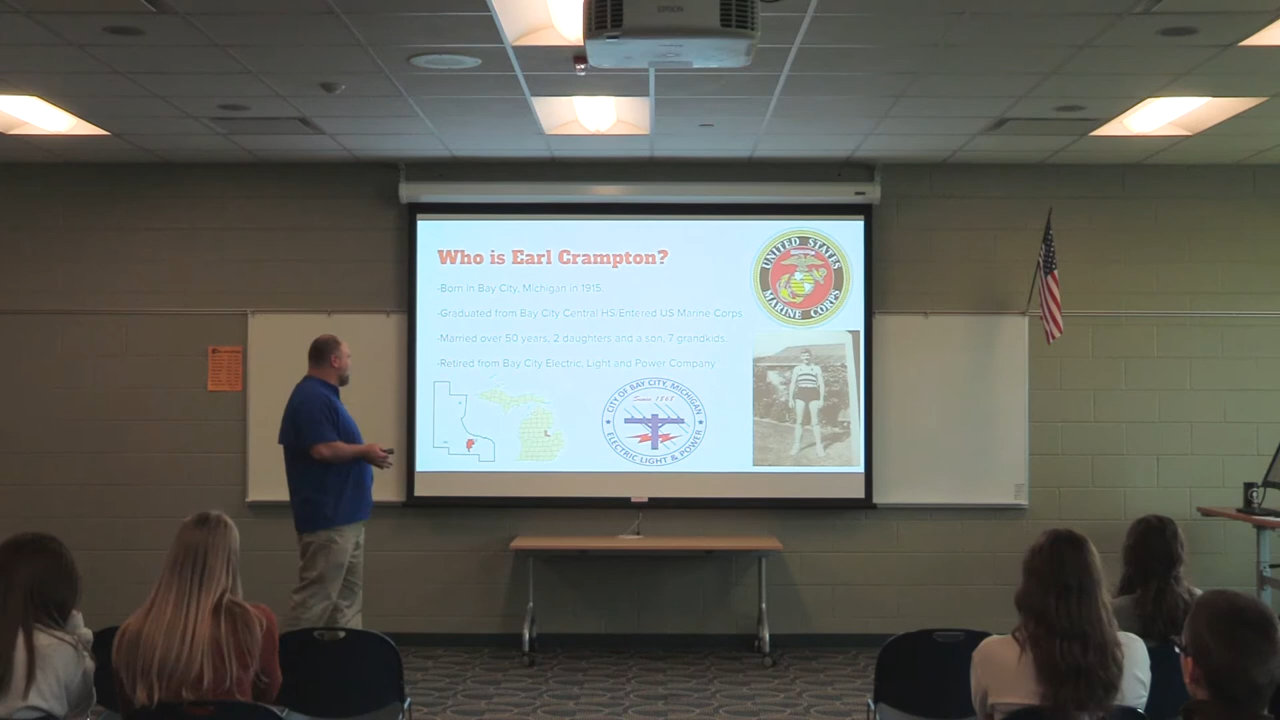 EPSON
Who is Earl Crampton?
-Born in Bay City, Michigan in 1915.
-Graduated from Bay City Central HS/Entered US Marine Corps.
-Married over 50 years, 2 daughters and a son, 7 grandkids.
-Retired from Bay City Electric, Light and Power Company
UNITED STATES
MARINE CORPS
CITY OF BAY CITY, MICHIGAN
Since 1868
ELECTRIC LIGHT & POWER